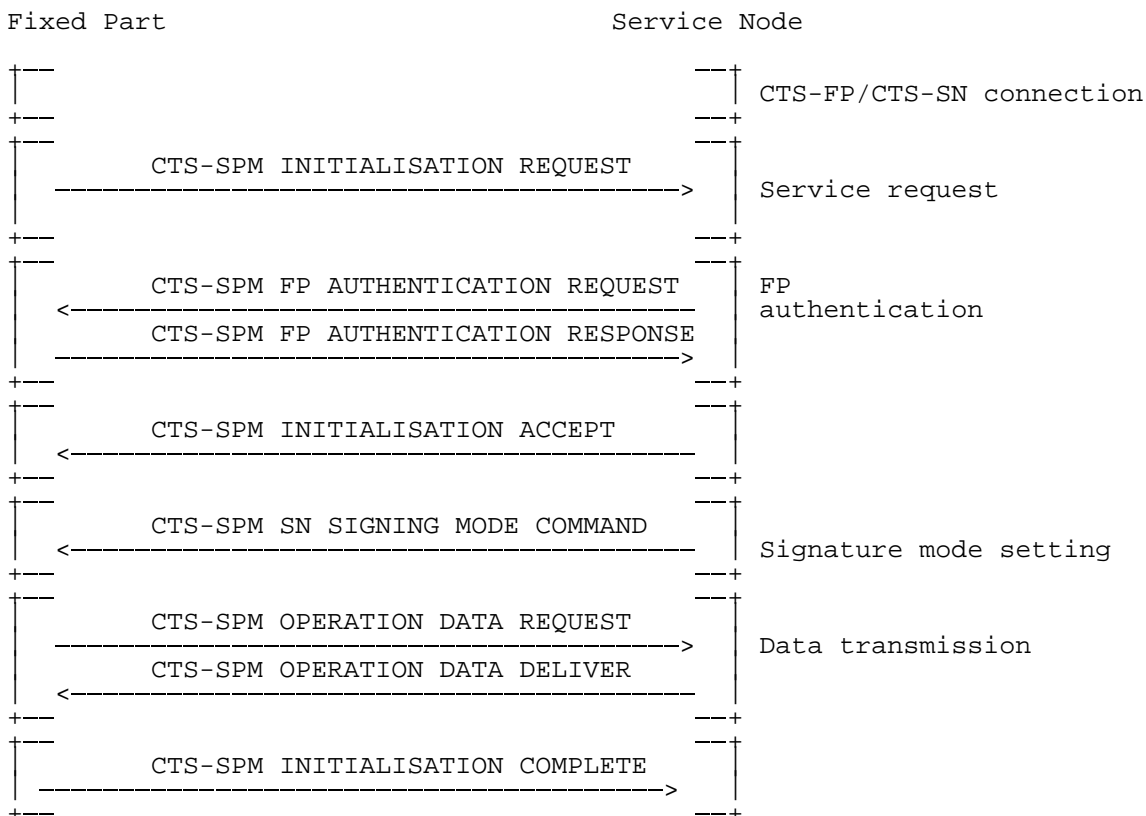 Fixed Part Service Node
CTS-FP/CTS-SN connection
CTS-SPM INITIALISATION REQUEST
Service request
CTS-SPM FP AUTHENTICATION REQUEST FP
authentication
CTS-SPM FP AUTHENTICATION RESPONSE
CTS-SPM INITIALISATION ACCEPT
CTS-SPM SN SIGNING MODE COMMAND
Signature mode setting
CTS-SPM OPERATION DATA REQUEST
Data transmission
CTS-SPM OPERATION DATA DELIVER
CTS-SPM INITIALISATION COMPLETE